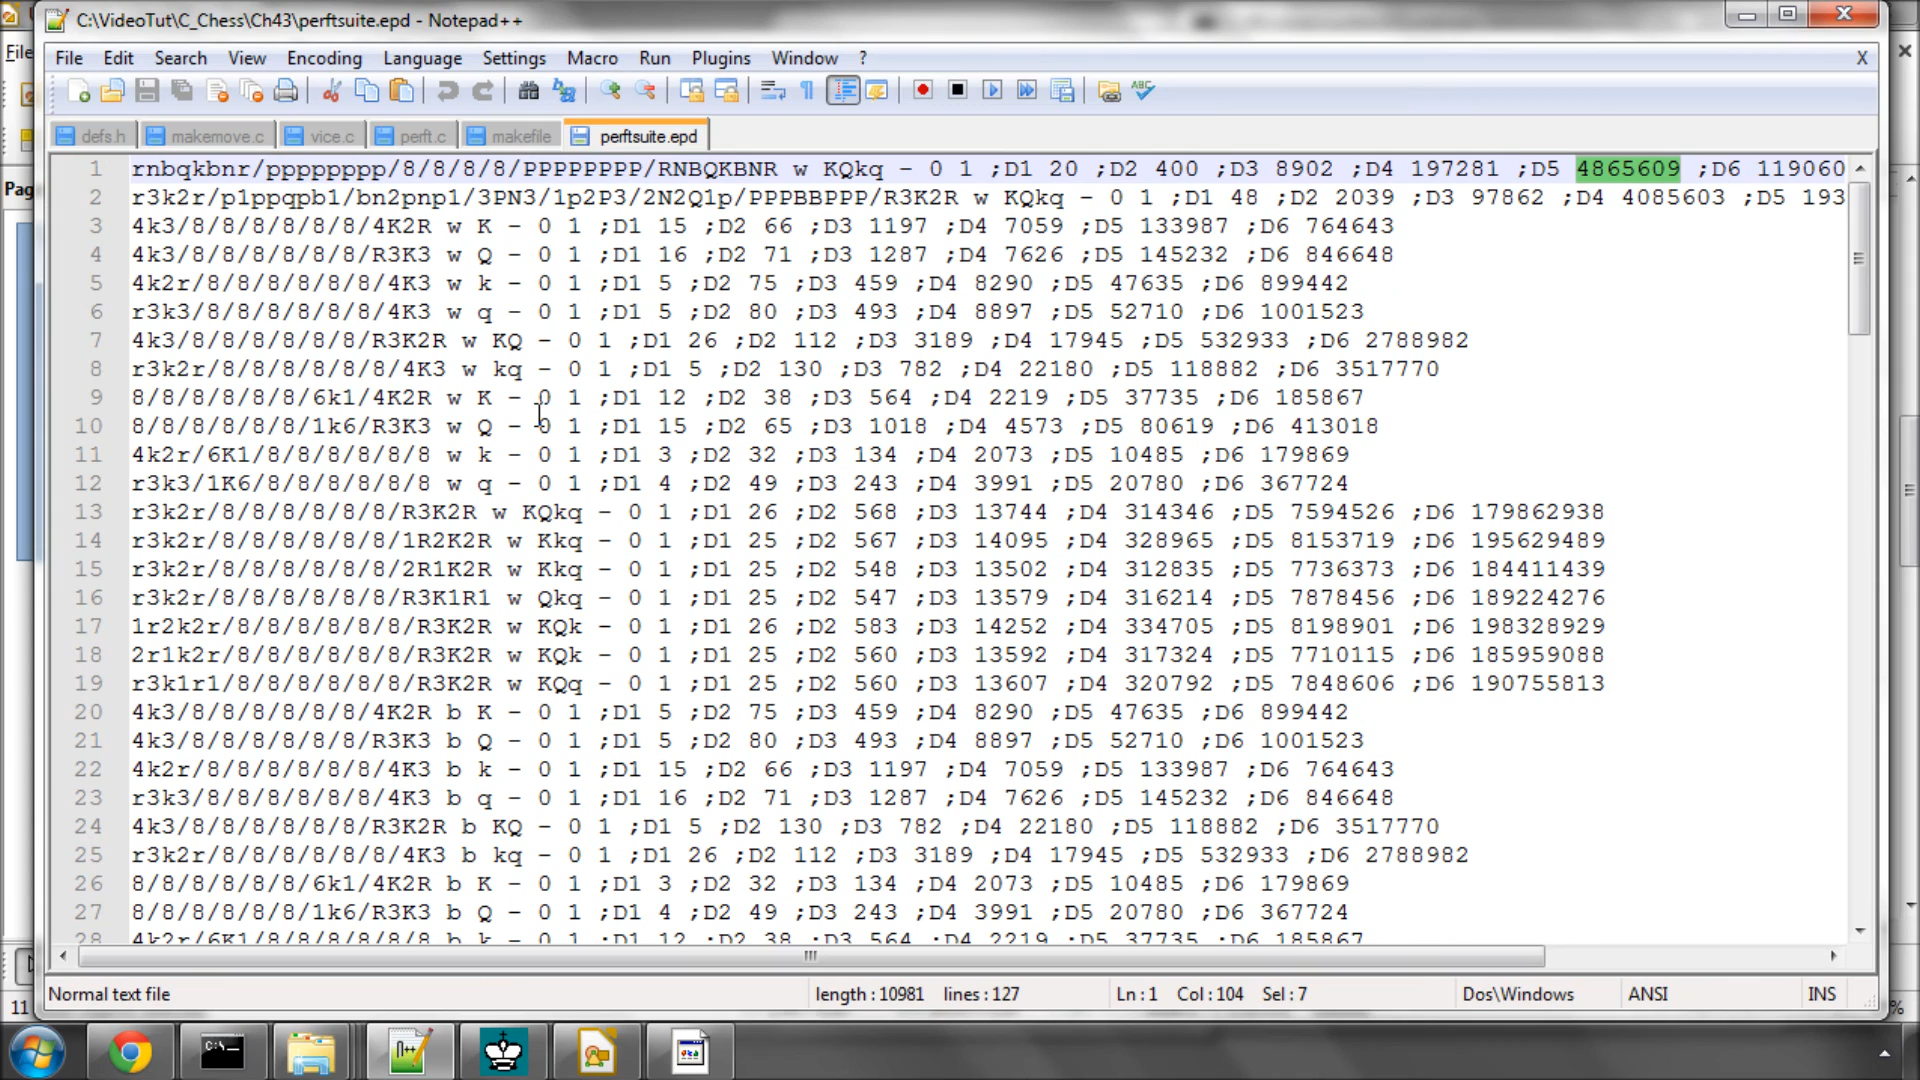 C:\VideoTut\C_Chess\Ch43\perftsuite.epd - Notepad++
File Edit Search View Encoding Language Settings Macro Run Plugins Window ? X
defs.h makemove.c vice.c perft.c makefile perftsuite.epd
1 rnbqkbnr/pppppppp/8/8/8/8/PPPPPPPP/RNBQKBNR w KQkq - 0 1 ;D1 20 ;D2 400 ;D3 8902 ;D4 197281 ;D5 4865609 ;D6 119060
2 r3k2r/p1ppqpb1/bn2pnp1/3PN3/1p2P3/2N2Q1p/PPPBBPPP/R3K2R w KQkq - 0 1 ;D1 48 ;D2 2039 ;D3 97862 ;D4 4085603 ;D5 193
3 4k3/8/8/8/8/8/8/4K2R w K - 0 1 ;D1 15 ;D2 66 ;D3 1197 ;D4 7059 ;D5 133987 ;D6 764643
4 4k3/8/8/8/8/8/8/R3K3 w Q - 0 1 ;D1 16 ;D2 71 ;D3 1287 ;D4 7626 ;D5 145232 ;D6 846648
5 4k2r/8/8/8/8/8/8/4K3 w k - 0 1 ;D1 5 ;D2 75 ;D3 459 ;D4 8290 ;D5 47635 ;D6 899442
6 r3k3/8/8/8/8/8/8/4K3 w q - 0 1 ;D1 5 ;D2 80 ;D3 493 ;D4 8897 ;D5 52710 ;D6 1001523
7 4k3/8/8/8/8/8/8/R3K2R w KQ - 0 1 ;D1 26 ;D2 112 ;D3 3189 ;D4 17945 ;D5 532933 ;D6 2788982
8 r3k2r/8/8/8/8/8/8/4K3 w kq - 0 1 ;D1 5 ;D2 130 ;D3 782 ;D4 22180 ;D5 118882 ;D6 3517770
9 8/8/8/8/8/8/6k1/4K2R w K - 0 1 ;D1 12 ;D2 38 ;D3 564 ;D4 2219 ;D5 37735 ;D6 185867
10 8/8/8/8/8/8/1k6/R3K3 w Q - 0 1 ;D1 15 ;D2 65 ;D3 1018 ;D4 4573 ;D5 80619 ;D6 413018
11 4k2r/6K1/8/8/8/8/8/8 w k - 0 1 ;D1 3 ;D2 32 ;D3 134 ;D4 2073 ;D5 10485 ;D6 179869
12 r3k3/1K6/8/8/8/8/8/8 w q - 0 1 ;D1 4 ;D2 49 ;D3 243 ;D4 3991 ;D5 20780 ;D6 367724
13 r3k2r/8/8/8/8/8/8/R3K2R w KQkq - 0 1 ;D1 26 ;D2 568 ;D3 13744 ;D4 314346 ;D5 7594526 ;D6 179862938
14 r3k2r/8/8/8/8/8/8/1R2K2R w Kkq - 0 1 ;D1 25 ;D2 567 ;D3 14095 ;D4 328965 ;D5 8153719 ;D6 195629489
15 r3k2r/8/8/8/8/8/8/2R1K2R w Kkq - 0 1 ;D1 25 ;D2 548 ;D3 13502 ;D4 312835 ;D5 7736373 ;D6 184411439
16 r3k2r/8/8/8/8/8/8/R3K1R1 w Qkq - 0 1 ;D1 25 ;D2 547 ;D3 13579 ;D4 316214 ;D5 7878456 ;D6 189224276
17 1r2k2r/8/8/8/8/8/8/R3K2R w KQk - 0 1 ;D1 26 ;D2 583 ;D3 14252 ;D4 334705 ;D5 8198901 ;D6 198328929
18 2r1k2r/8/8/8/8/8/8/R3K2R w KQk - 0 1 ;D1 25 ;D2 560 ;D3 13592 ;D4 317324 ;D5 7710115 ;D6 185959088
19 r3k1r1/8/8/8/8/8/8/R3K2R w KQq - 0 1 ;D1 25 ;D2 560 ;D3 13607 ;D4 320792 ;D5 7848606 ;D6 190755813
20 4k3/8/8/8/8/8/8/4K2R b K - 0 1 ;D1 5 ;D2 75 ;D3 459 ;D4 8290 ;D5 47635 ;D6 899442
21 4k3/8/8/8/8/8/8/R3K3 b Q - 0 1 ;D1 5 ;D2 80 ;D3 493 ;D4 8897 ;D5 52710 ;D6 1001523
22 4k2r/8/8/8/8/8/8/4K3 b k - 0 1 ;D1 15 ;D2 66 ;D3 1197 ;D4 7059 ;D5 133987 ;D6 764643
23 r3k3/8/8/8/8/8/8/4K3 b q - 0 1 ;D1 16 ;D2 71 ;D3 1287 ;D4 7626 ;D5 145232 ;D6 846648
24 4k3/8/8/8/8/8/8/R3K2R b KQ - 0 1 ;D1 5 ;D2 130 ;D3 782 ;D4 22180 ;D5 118882 ;D6 3517770
25 r3k2r/8/8/8/8/8/8/4K3 b kq - 0 1 ;D1 26 ;D2 112 ;D3 3189 ;D4 17945 ;D5 532933 ;D6 2788982
26 8/8/8/8/8/8/6k1/4K2R b K - 0 1 ;D1 3 ;D2 32 ;D3 134 ;D4 2073 ;D5 10485 ;D6 179869
27 8/8/8/8/8/8/1k6/R3K3 b Q - 0 1 ;D1 4 ;D2 49 ;D3 243 ;D4 3991 ;D5 20780 ;D6 367724
28 4k2r/6K1/8/8/8/8/8/8 b k - 0 1 ;D1 12 ;D2 38 ;D3 564 ;D4 2219 ;D5 37735 ;D6 185867
Normal text file length : 10981 lines : 127 Ln : 1 Col : 104 Sel : 7 Dos\Windows ANSI INS